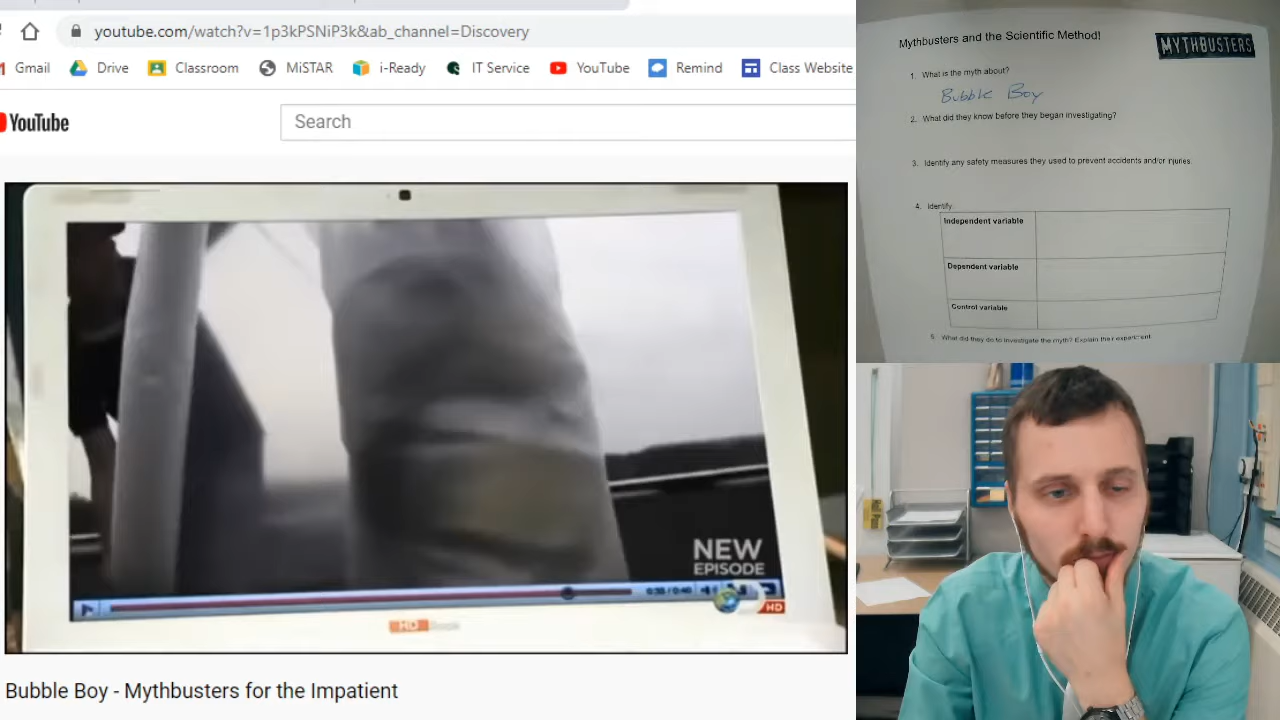 youtube.com/watch?v=1p3kPSNiP3k&ab_channel=Discovery
Gmail Drive Classroom MiSTAR i-Ready IT Service YouTube Remind Class Website
YouTube
Search
NEW
EPISODE
0:40
HD
HD
Bubble Boy - Mythbusters for the Impatient
Mythbusters and the Scientific Method!
MYTHBUSTERS
1. What is the myth about?
Bubble Boy
2. What did they know before they began investigating?
3. Identify any safety measures they used to prevent accidents and/or injuries.
4. Identify
Independent variable
Dependent variable
Control variable
5. What did they do to investigate the myth? Explain their experiment.